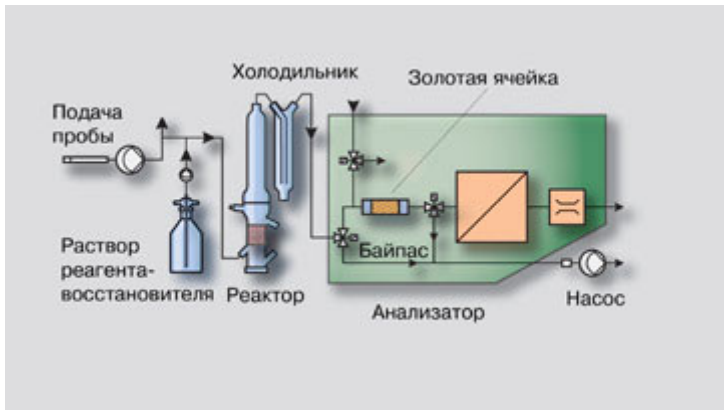 Холодильник
Золотая ячейка
Подача
пробы
Раствор
реагента-
восстановителя
Реактор
Байпас
Анализатор
Насос